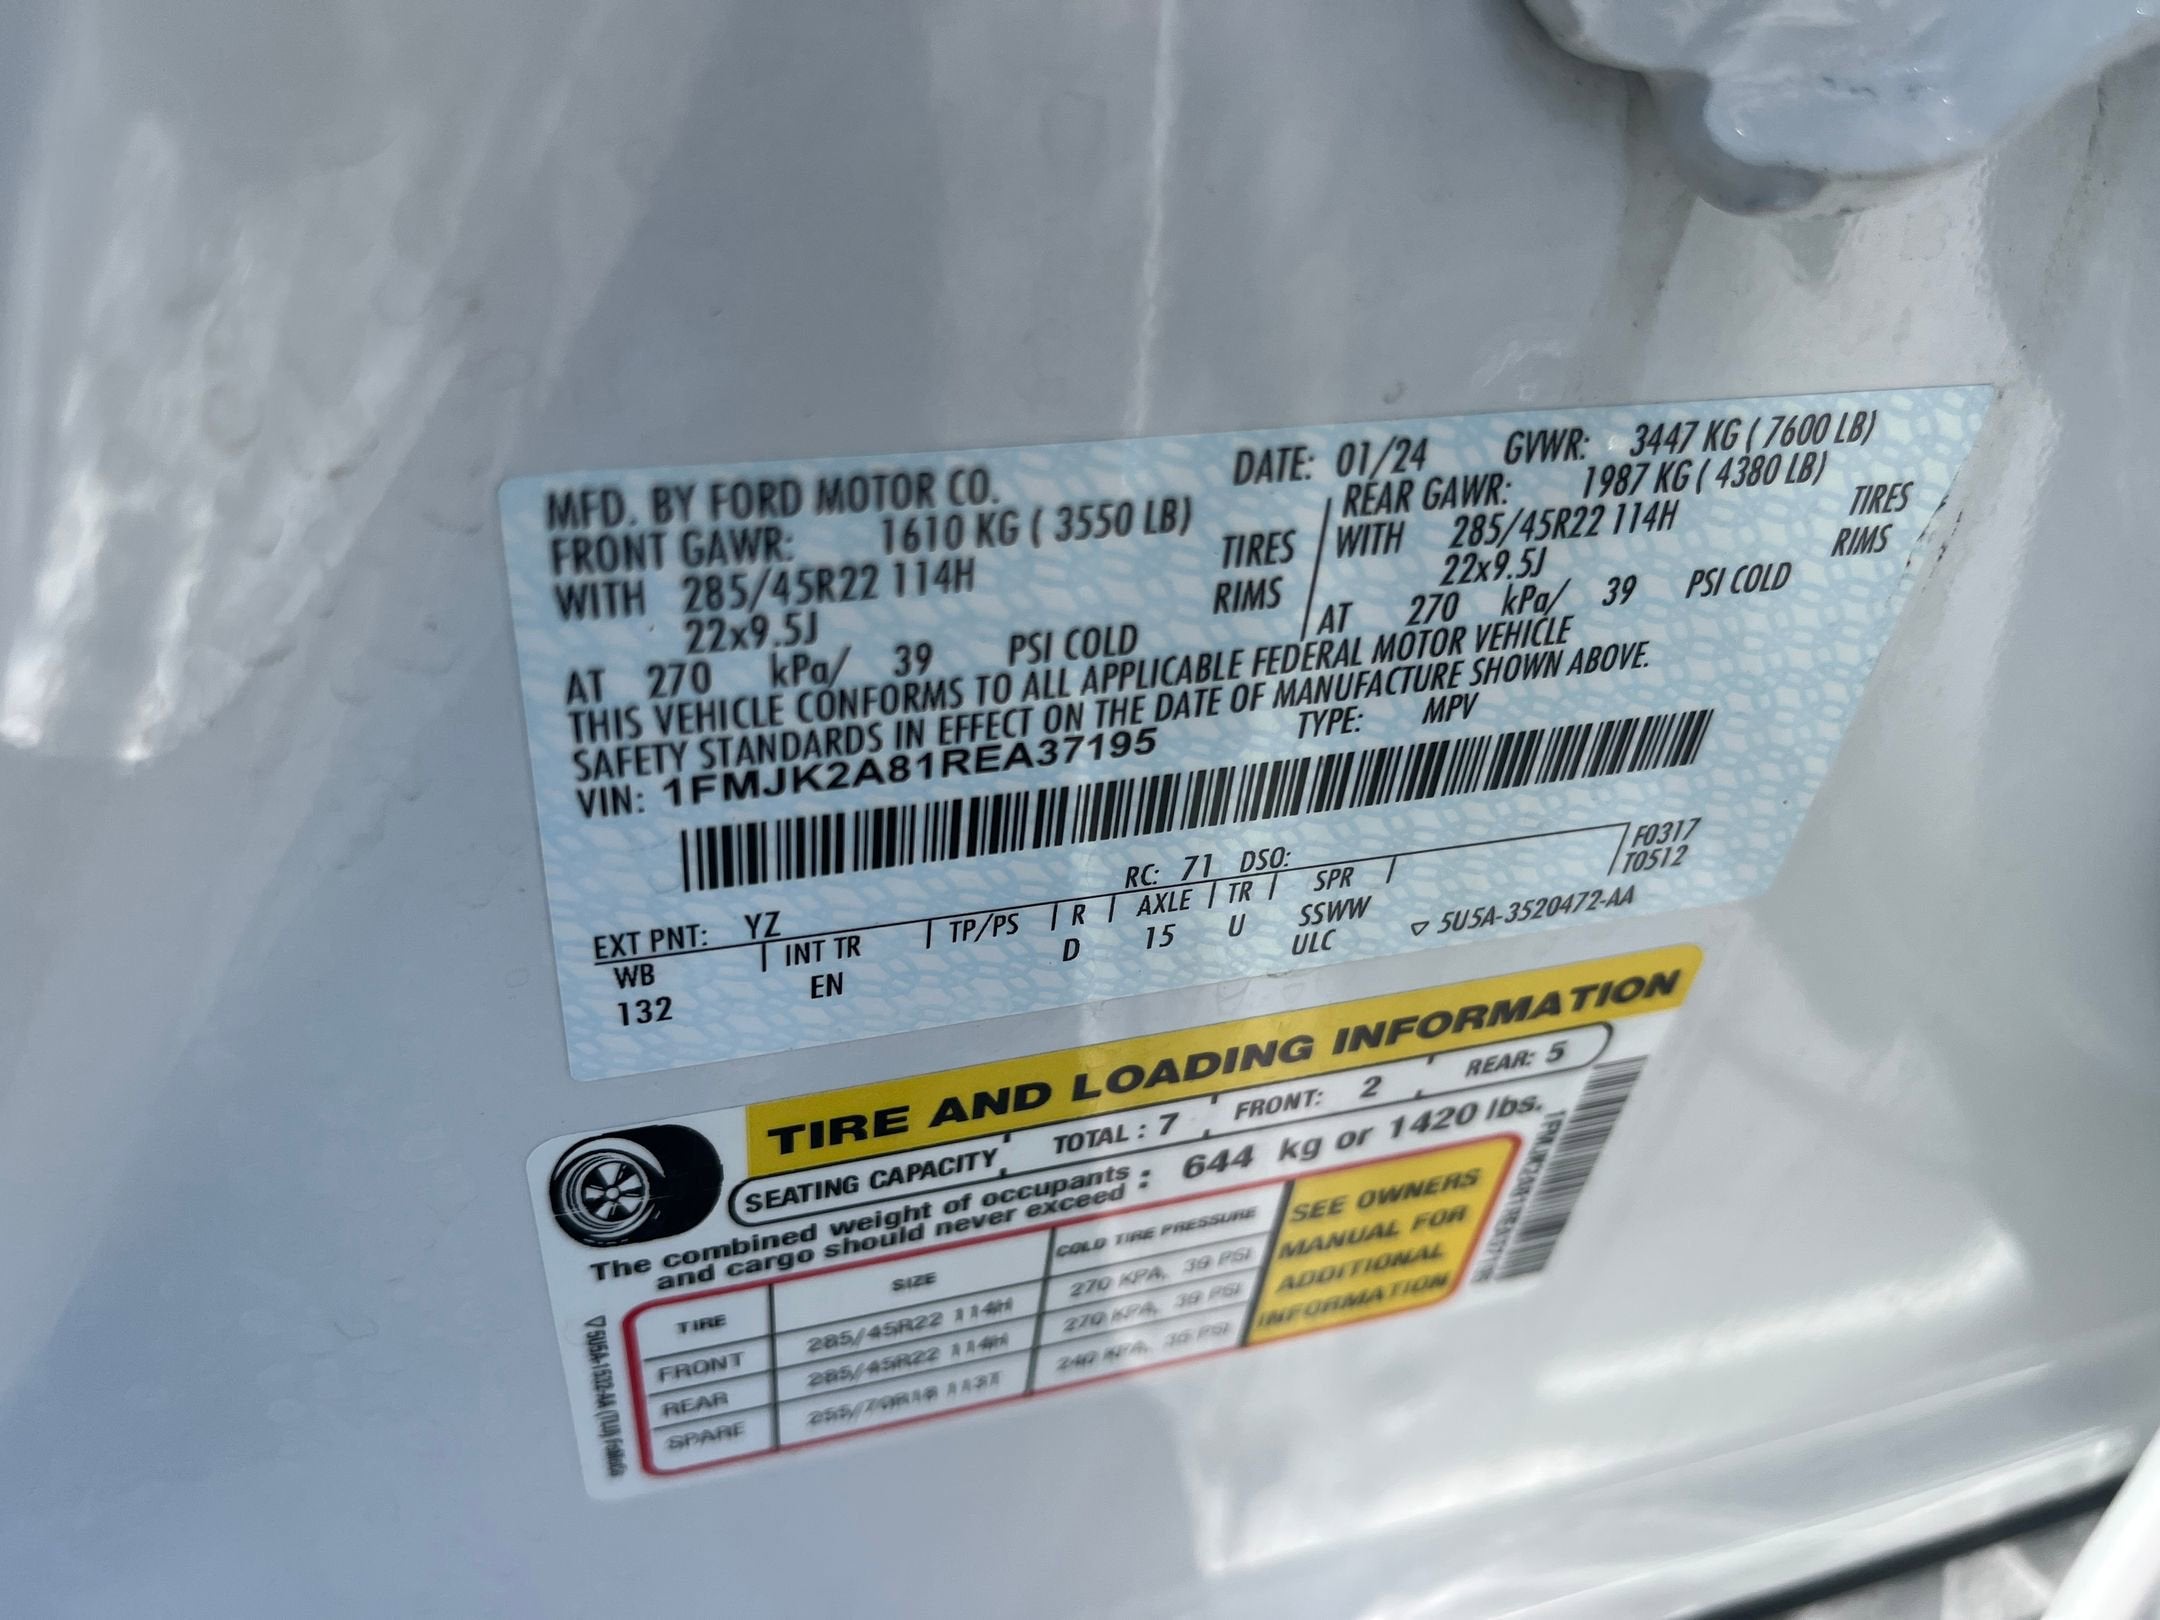 MFD. BY FORD MOTOR CO. DATE: 01/24 GVWR: 3447 KG ( 7600 LB)
FRONT GAWR: 1610 KG ( 3550 LB) REAR GAWR: 1987 KG ( 4380 LB)
WITH 285/45R22 114H TIRES WITH 285/45R22 114H TIRES
22x9.5J RIMS 22x9.5J RIMS
AT 270 kPa/ 39 PSI COLD AT 270 kPa/ 39 PSI COLD
THIS VEHICLE CONFORMS TO ALL APPLICABLE FEDERAL MOTOR VEHICLE
SAFETY STANDARDS IN EFFECT ON THE DATE OF MANUFACTURE SHOWN ABOVE.
VIN: 1FMJK2A81REA37195 TYPE: MPV
F0317
T0512
EXT PNT: YZ RC: 71 DSO:
WB INT TR TP/PS R AXLE TR SPR
132 EN D 15 U SSWW
ULC
▽ 5U5A-3520472-AA
TIRE AND LOADING INFORMATION
SEATING CAPACITY TOTAL : 7 FRONT: 2 REAR: 5
The combined weight of occupants
and cargo should never exceed : 644 kg or 1420 lbs.
TIRE SIZE COLD TIRE PRESSURE
FRONT 285/45R22 114H 270 KPA, 39 PSI
REAR 285/45R22 114H 270 KPA, 39 PSI
SPARE
SEE OWNERS
MANUAL FOR
ADDITIONAL
INFORMATION